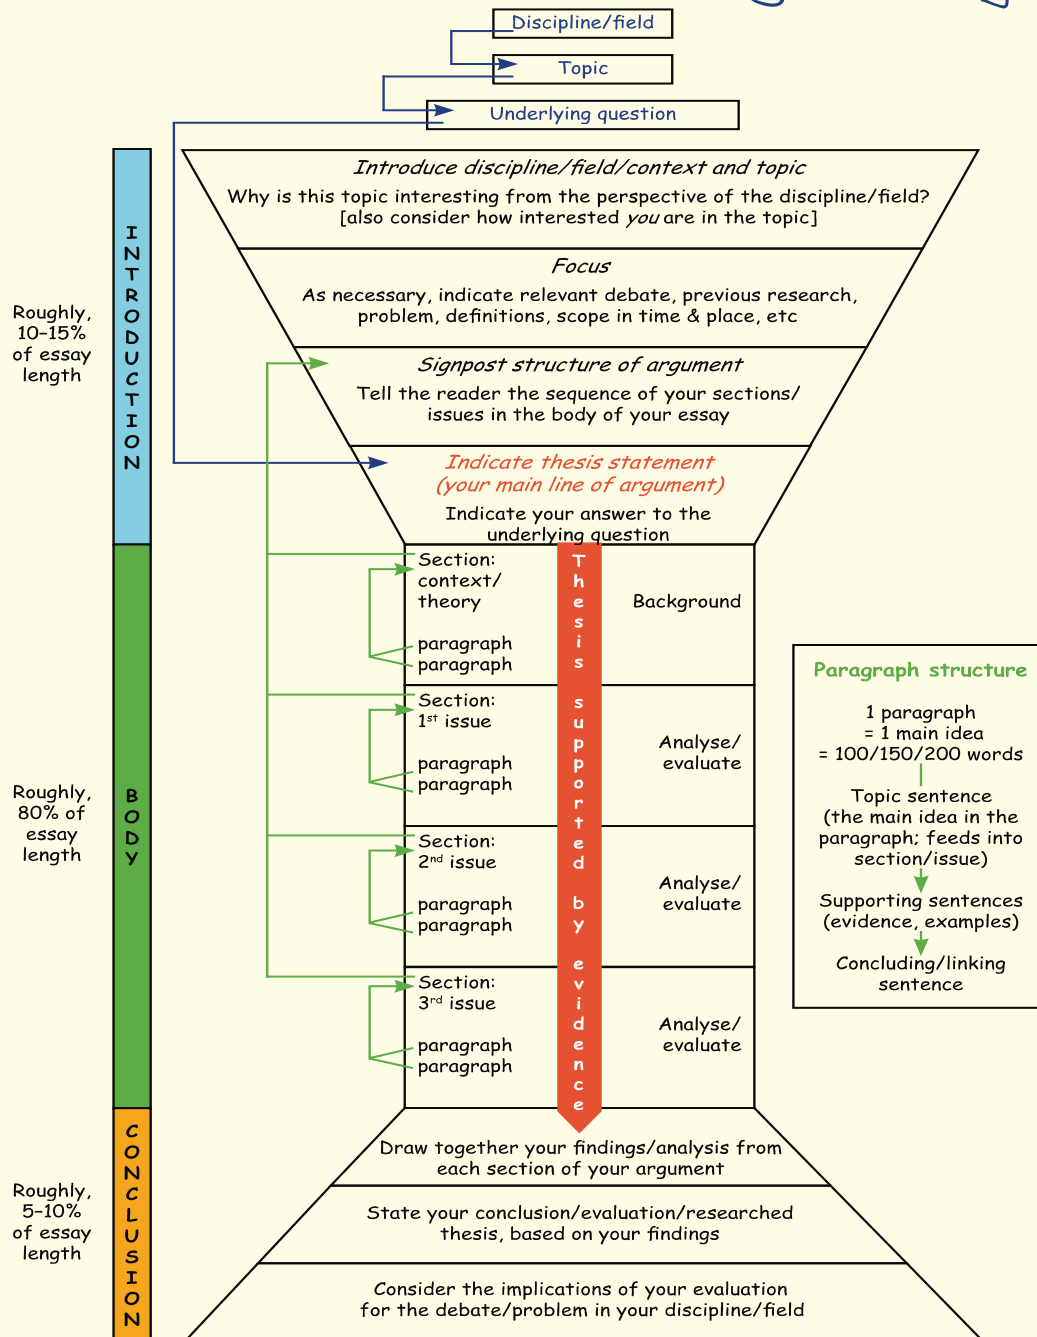 Discipline/field
Topic
Underlying question
Introduce discipline/field/context and topic
Why is this topic interesting from the perspective of the discipline/field?
[also consider how interested you are in the topic]
Focus
As necessary, indicate relevant debate, previous research,
problem, definitions, scope in time & place, etc
Signpost structure of argument
Tell the reader the sequence of your sections/
issues in the body of your essay
Indicate thesis statement
(your main line of argument)
Indicate your answer to the
underlying question
INTRODUCTION
Roughly,
10–15%
of essay
length
Section:
context/
theory
paragraph
paragraph
Background
Section:
1st issue
paragraph
paragraph
Analyse/
evaluate
Section:
2nd issue
paragraph
paragraph
Analyse/
evaluate
Section:
3rd issue
paragraph
paragraph
Analyse/
evaluate
Thesis supported by evidence
BODY
Roughly,
80% of
essay
length
Paragraph structure
1 paragraph
= 1 main idea
= 100/150/200 words
Topic sentence
(the main idea in the
paragraph; feeds into
section/issue)
Supporting sentences
(evidence, examples)
Concluding/linking
sentence
CONCLUSION
Roughly,
5–10%
of essay
length
Draw together your findings/analysis from
each section of your argument
State your conclusion/evaluation/researched
thesis, based on your findings
Consider the implications of your evaluation
for the debate/problem in your discipline/field